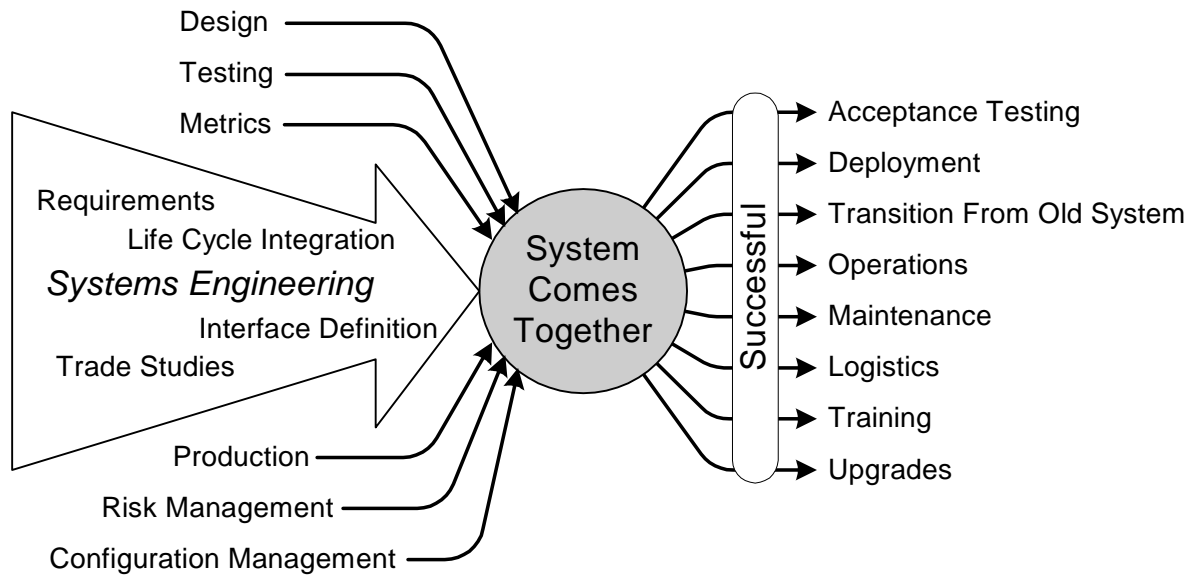 Design
Testing
Metrics
Requirements
Life Cycle Integration
Systems Engineering
Interface Definition
Trade Studies
Production
Risk Management
Configuration Management
System
Comes
Together
Successful
Acceptance Testing
Deployment
Transition From Old System
Operations
Maintenance
Logistics
Training
Upgrades